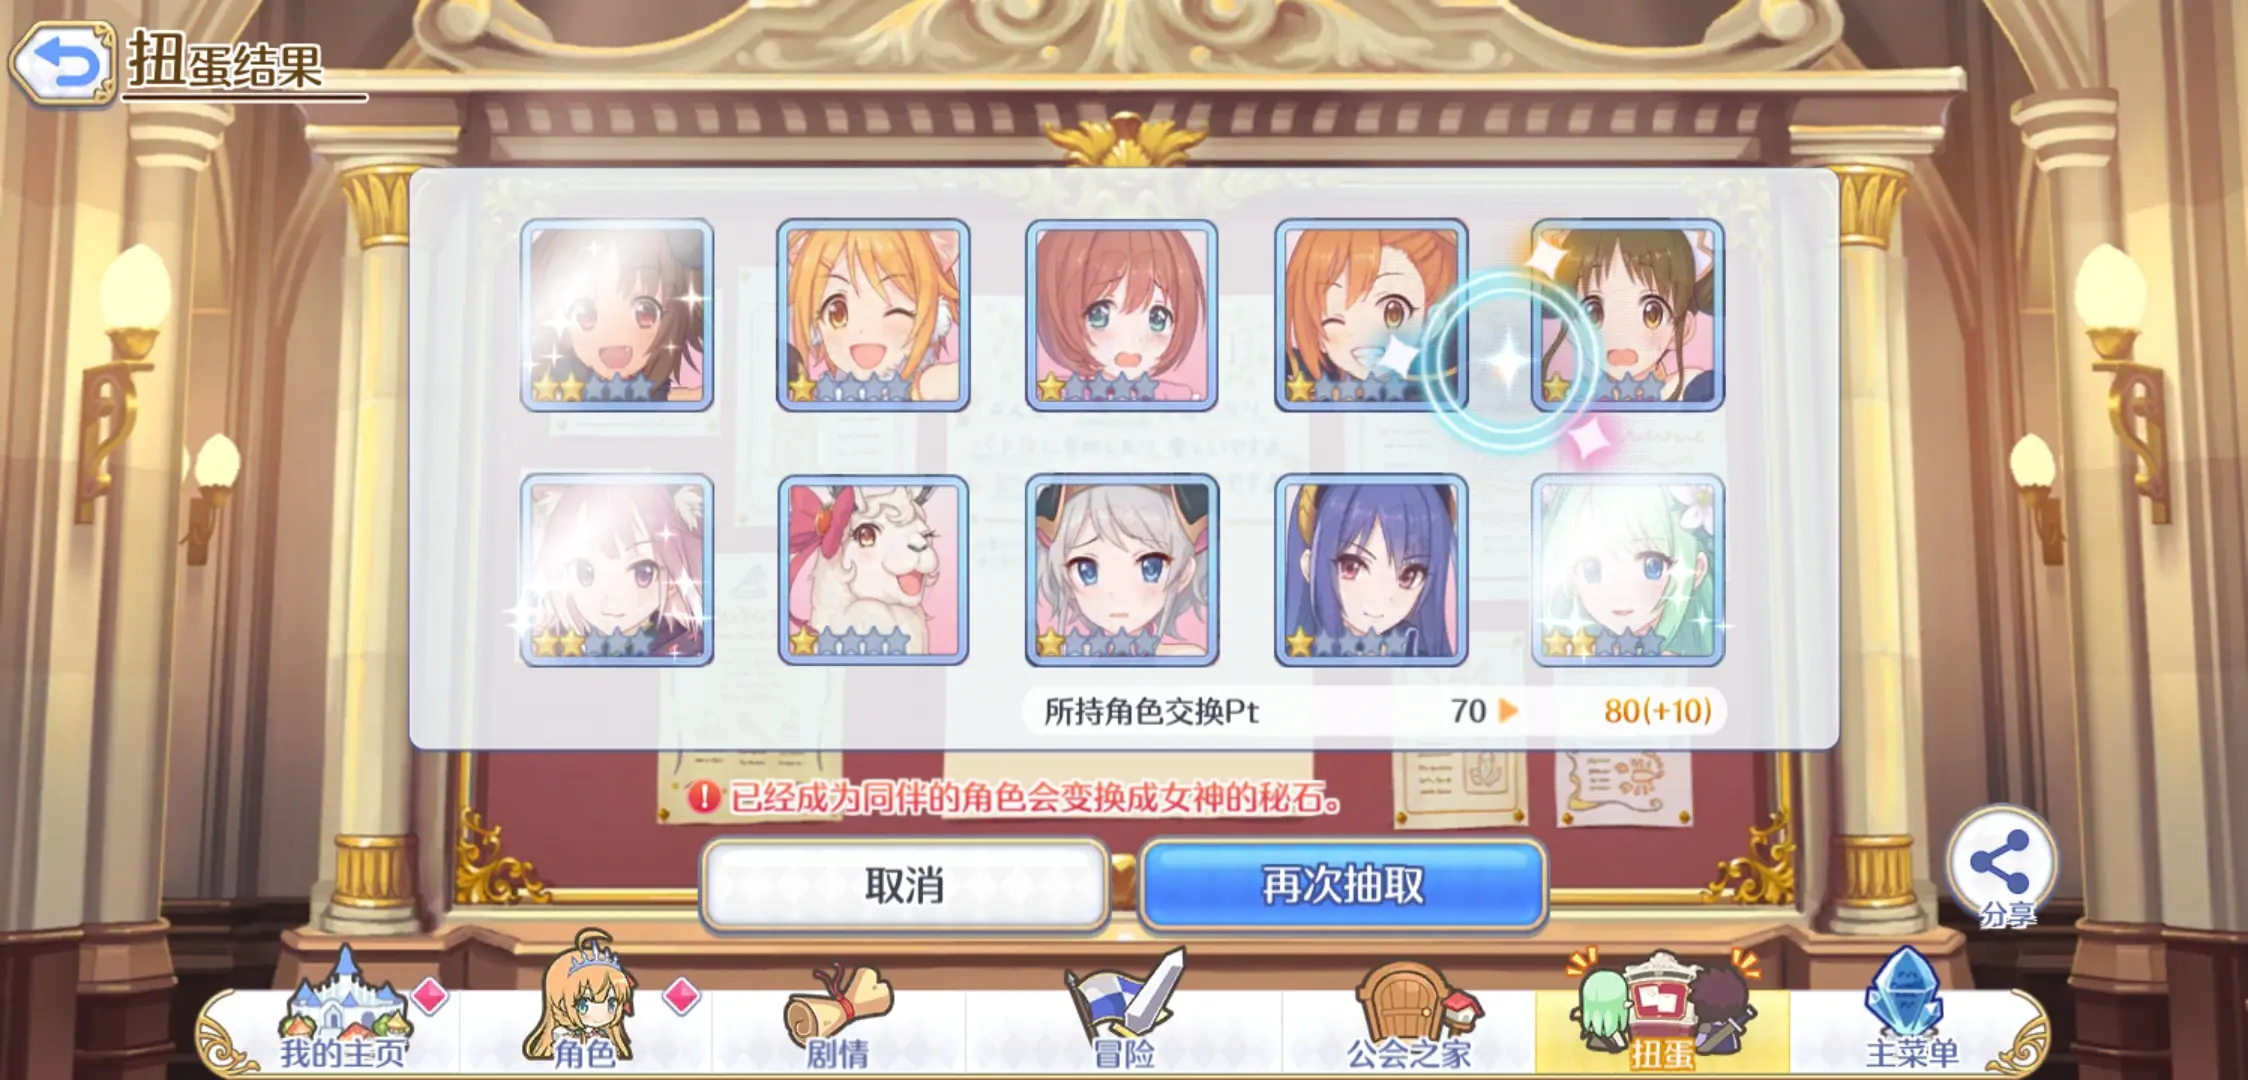 扭蛋结果
所持角色交换Pt 70 80(+10)
已经成为同伴的角色会变换成女神的秘石。
取消
再次抽取
分享
我的主页
角色
剧情
冒险
公会之家
扭蛋
主菜单